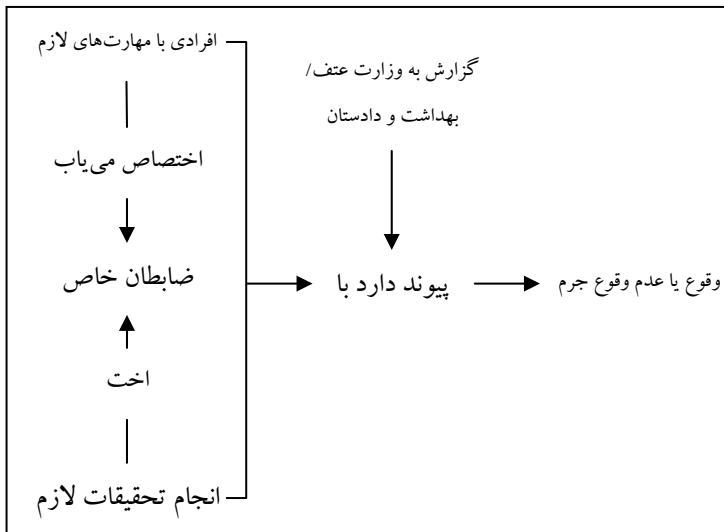 افرادی با مهارت‌های لازم
گزارش به وزارت عتف/
بهداشت و دادستان
اختصاص می‌یاب
ضابطان خاص
پیوند دارد با
وقوع یا عدم وقوع جرم
اخت
انجام تحقیقات لازم